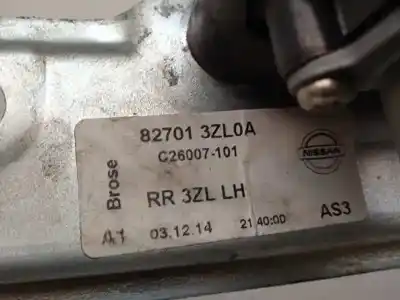 82701 3ZL0A
C26007-101
NISSAN
Brose
RR 3ZL LH
A1 03.12.14 21:40:00 AS3